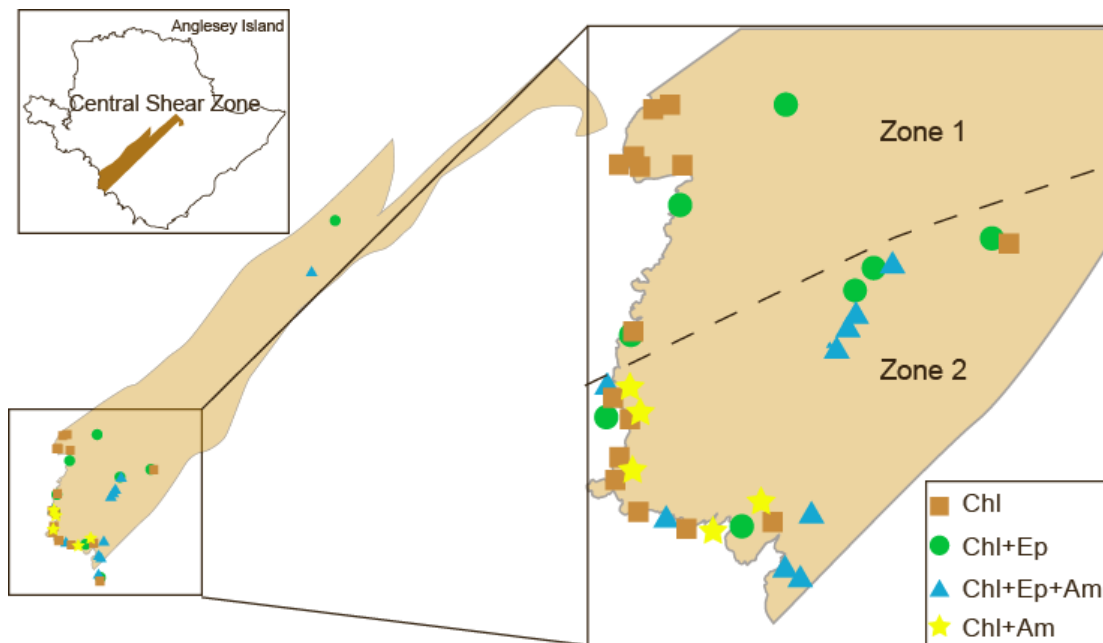 Anglesey Island
Central Shear Zone
Zone 1
Zone 2
Chl
Chl+Ep
Chl+Ep+Am
Chl+Am